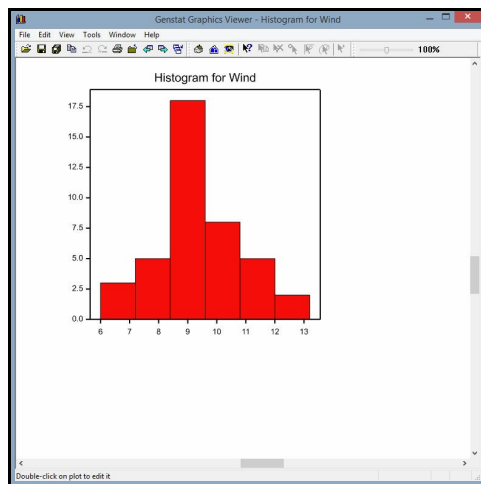 Genstat Graphics Viewer - Histogram for Wind
File Edit View Tools Window Help
100%
Histogram for Wind
17.5
15.0
12.5
10.0
7.5
5.0
2.5
0.0
6 7 8 9 10 11 12 13
Double-click on plot to edit it